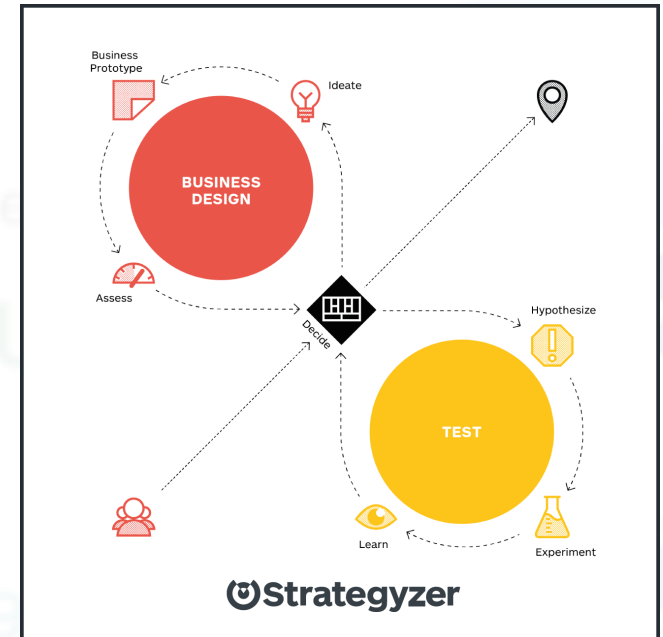 Business
Prototype
Ideate
BUSINESS
DESIGN
Assess
Decide
Hypothesize
TEST
Learn
Experiment
Strategyzer